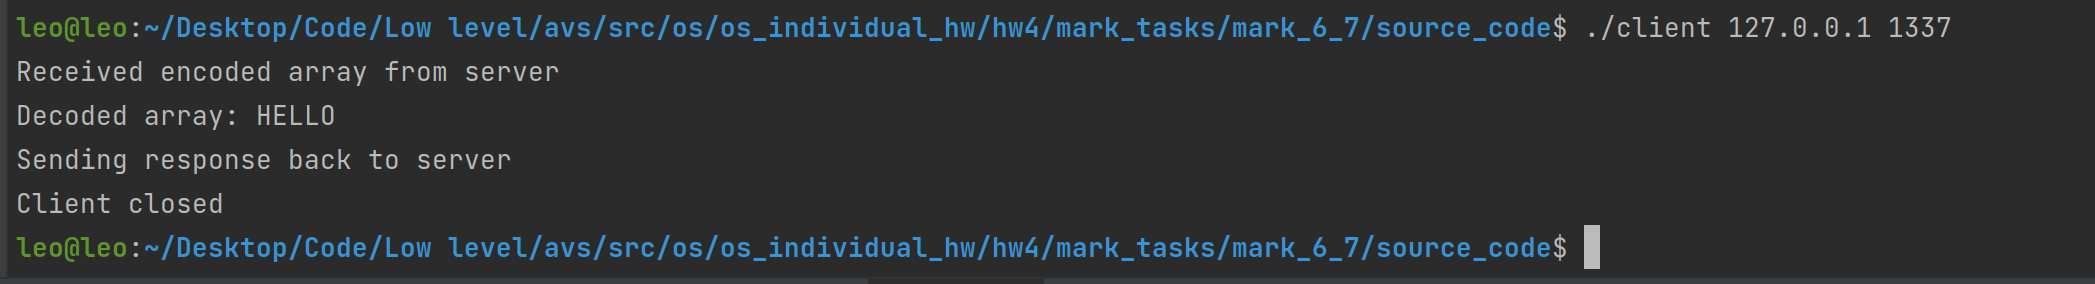 leo@leo:~/Desktop/Code/Low level/avs/src/os/os_individual_hw/hw4/mark_tasks/mark_6_7/source_code$ ./client 127.0.0.1 1337
Received encoded array from server
Decoded array: HELLO
Sending response back to server
Client closed
leo@leo:~/Desktop/Code/Low level/avs/src/os/os_individual_hw/hw4/mark_tasks/mark_6_7/source_code$